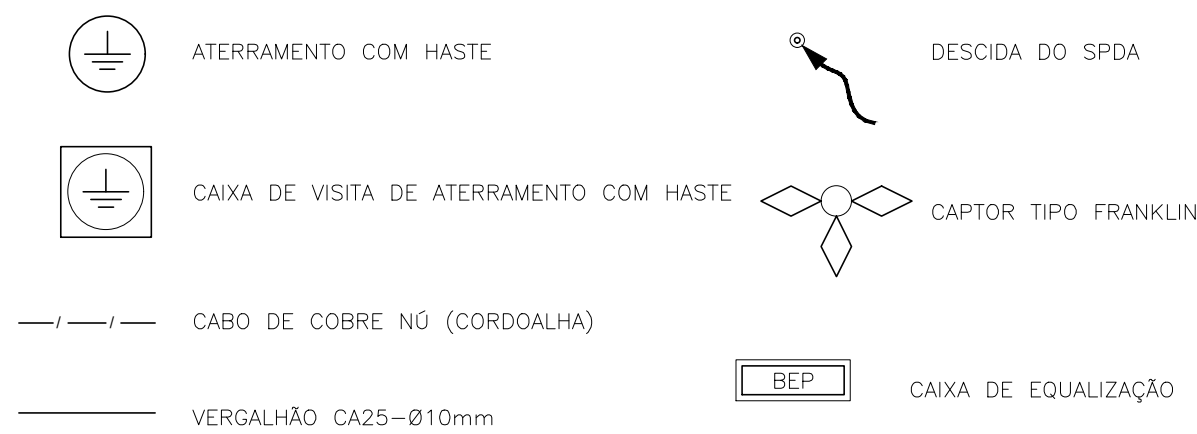 ATERRAMENTO COM HASTE
DESCIDA DO SPDA
CAIXA DE VISITA DE ATERRAMENTO COM HASTE
CAPTOR TIPO FRANKLIN
CABO DE COBRE NÚ (CORDOALHA)
BEP
CAIXA DE EQUALIZAÇÃO
VERGALHÃO CA25-Ø10mm